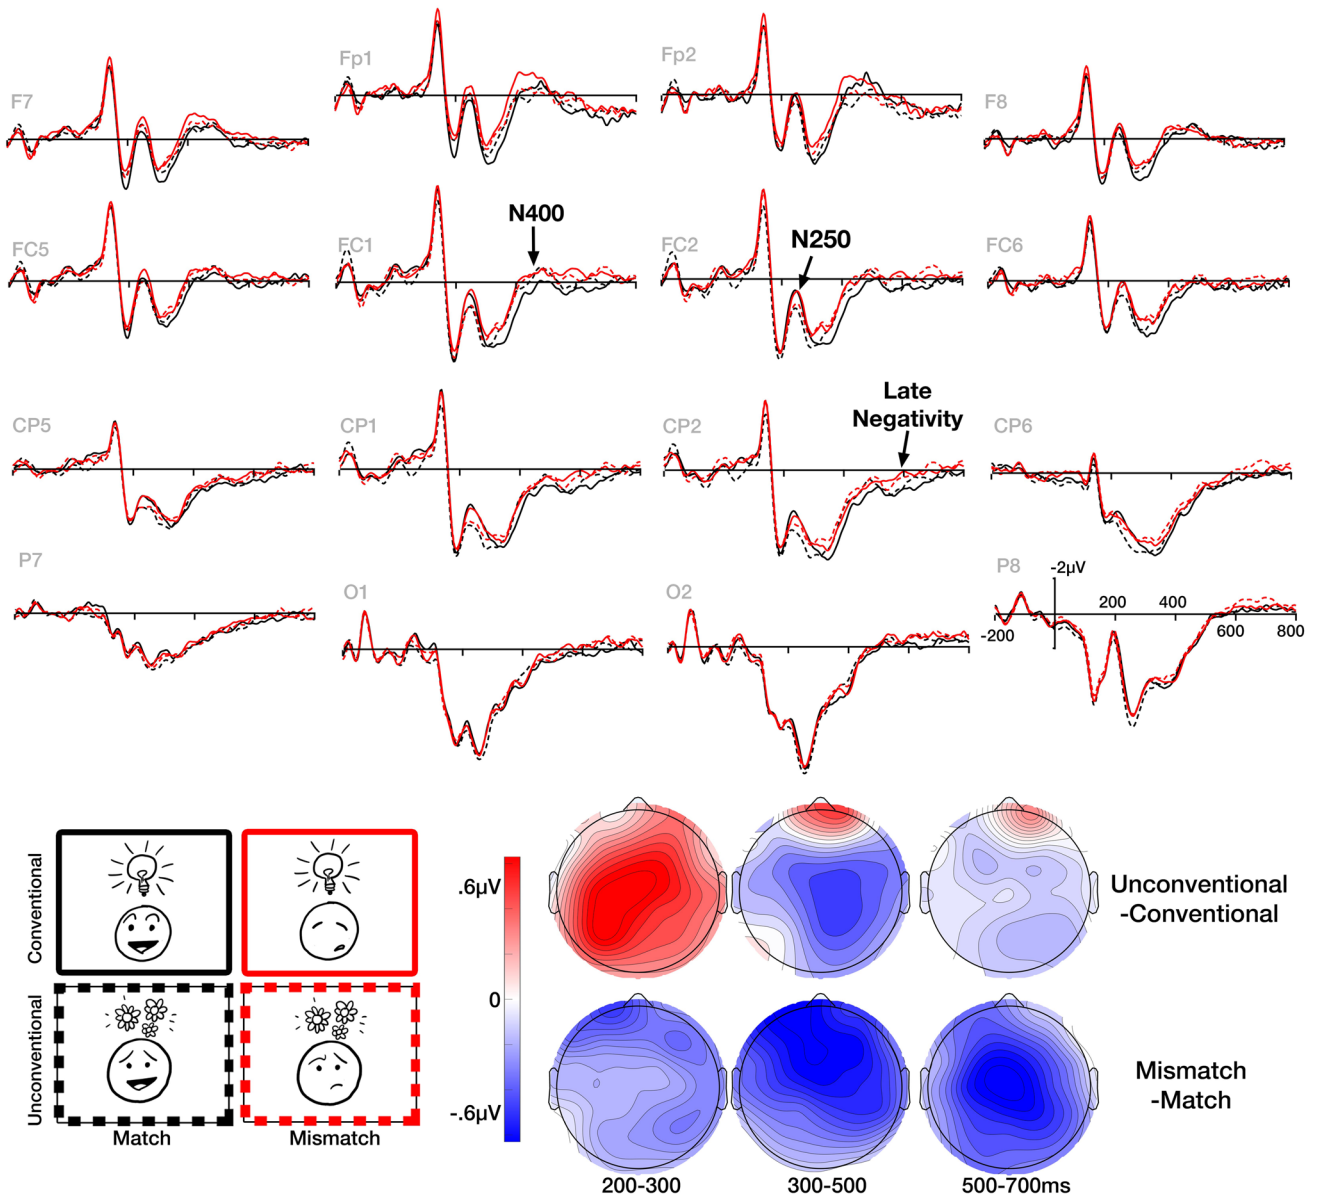 Fp1
Fp2
F7
F8
N400
N250
FC5
FC1
FC2
FC6
Late
Negativity
CP5
CP1
CP2
CP6
P7
O1
O2
P8
-2µV
200
400
-200
600
800
Conventional
Unconventional
Match
Mismatch
.6µV
0
-.6µV
Unconventional
-Conventional
Mismatch
-Match
200-300
300-500
500-700ms